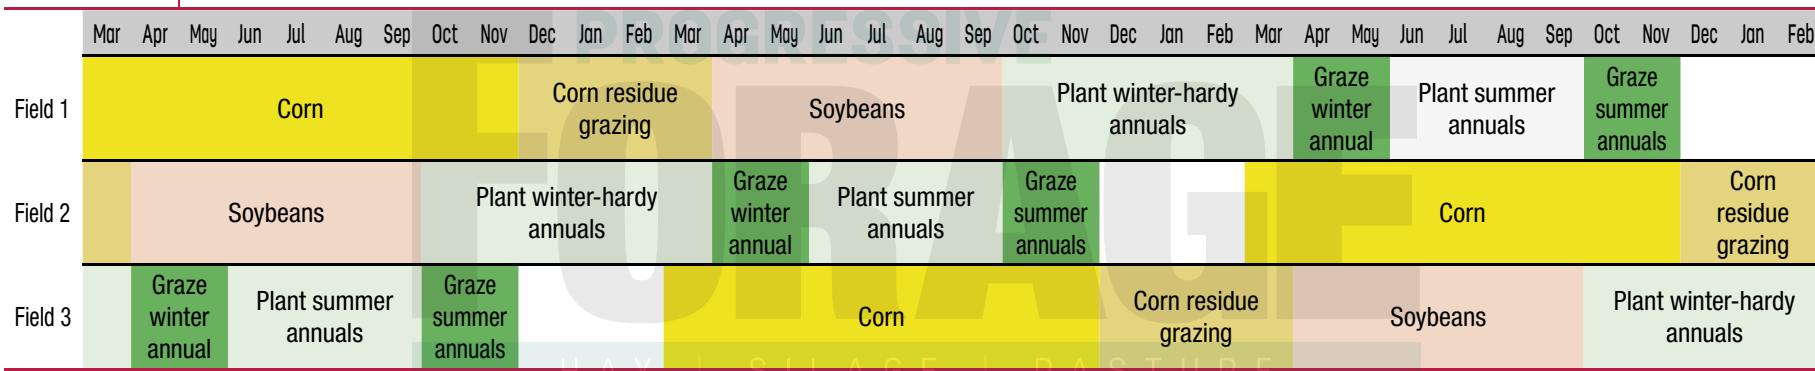 Mar Apr May Jun Jul Aug Sep Oct Nov Dec Jan Feb Mar Apr May Jun Jul Aug Sep Oct Nov Dec Jan Feb Mar Apr May Jun Jul Aug Sep Oct Nov Dec Jan Feb
PROGRESSIVE
FORAGE
HAY | SILAGE | PASTURE
Field 1
Corn
Corn residue
grazing
Soybeans
Plant winter-hardy
annuals
Graze
winter
annual
Plant summer
annuals
Graze
summer
annuals
Field 2
Soybeans
Plant winter-hardy
annuals
Graze
winter
annual
Plant summer
annuals
Graze
summer
annuals
Corn
Corn
residue
grazing
Field 3
Graze
winter
annual
Plant summer
annuals
Graze
summer
annuals
Corn
Corn residue
grazing
Soybeans
Plant winter-hardy
annuals